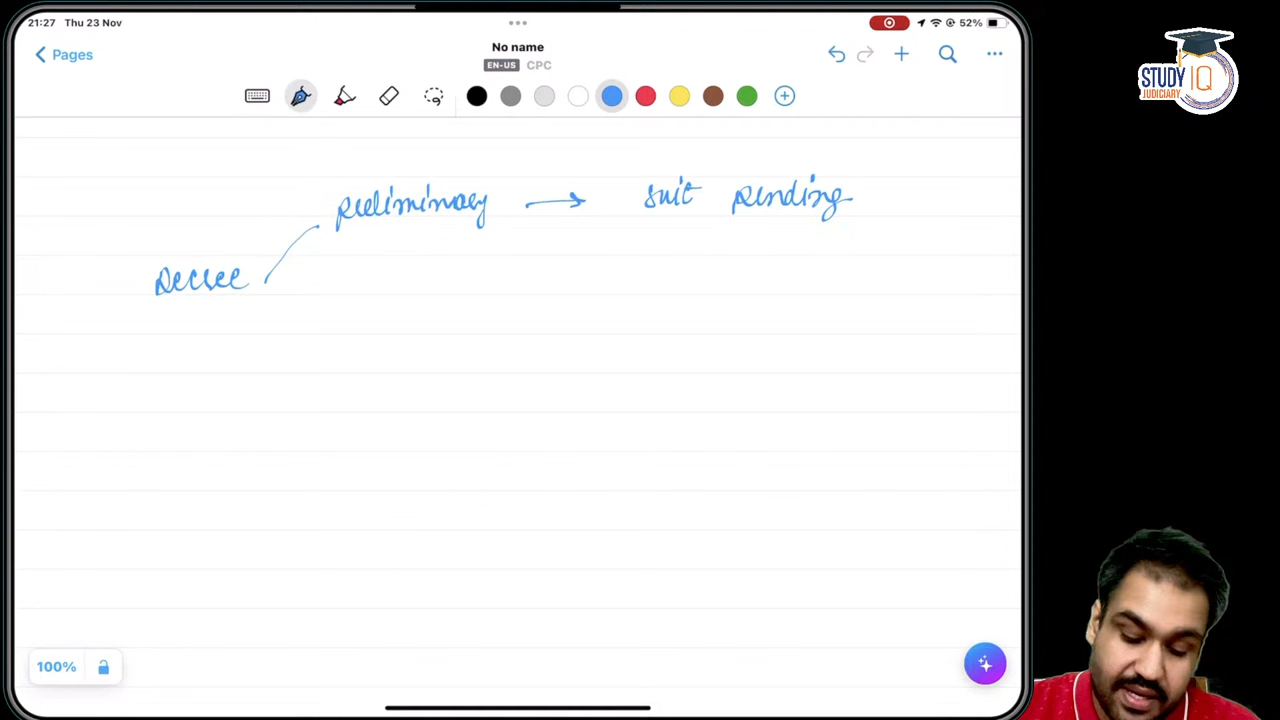 21:27 Thu 23 Nov
52%
Pages
No name
EN-US CPC
STUDY IQ
JUDICIARY
preliminary → suit pending
Decree
100%